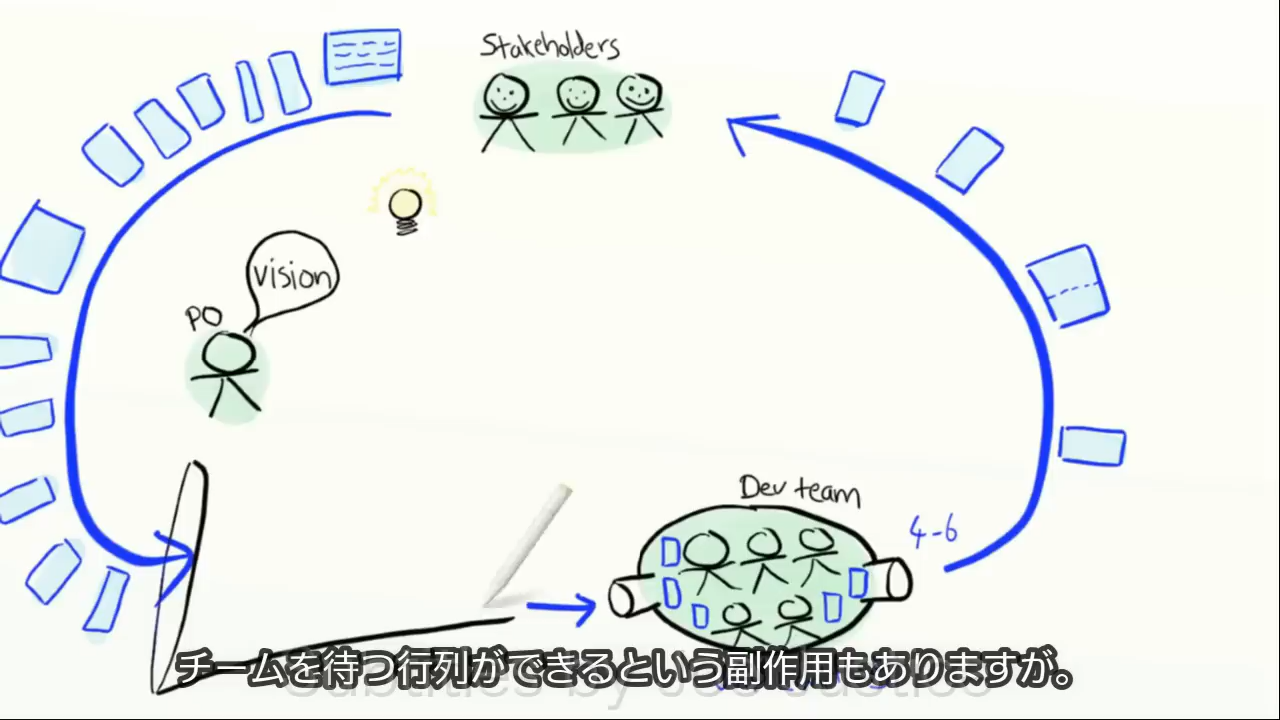 Stakeholders
vision
PO
Dev team
4-6
チームを待つ行列ができるという副作用もありますが。